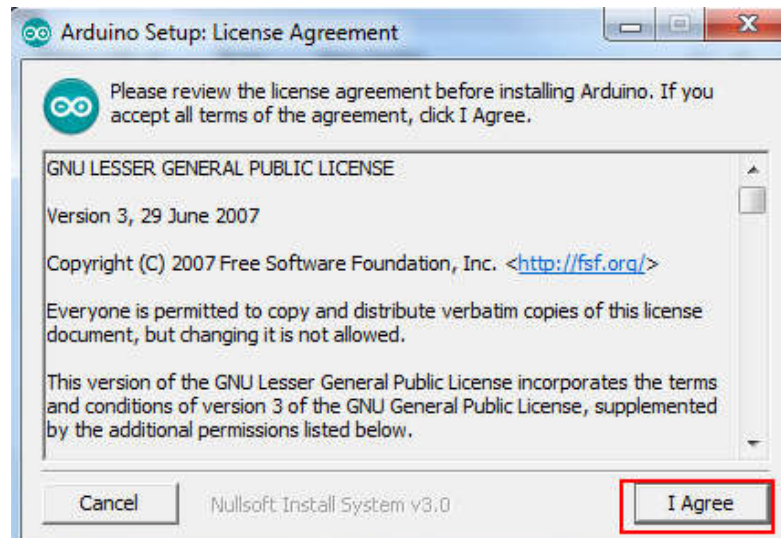 Arduino Setup: License Agreement
Please review the license agreement before installing Arduino. If you
accept all terms of the agreement, click I Agree.
GNU LESSER GENERAL PUBLIC LICENSE
Version 3, 29 June 2007
Copyright (C) 2007 Free Software Foundation, Inc. <http://fsf.org/>
Everyone is permitted to copy and distribute verbatim copies of this license
document, but changing it is not allowed.
This version of the GNU Lesser General Public License incorporates the terms
and conditions of version 3 of the GNU General Public License, supplemented
by the additional permissions listed below.
Cancel Nullsoft Install System v3.0 I Agree